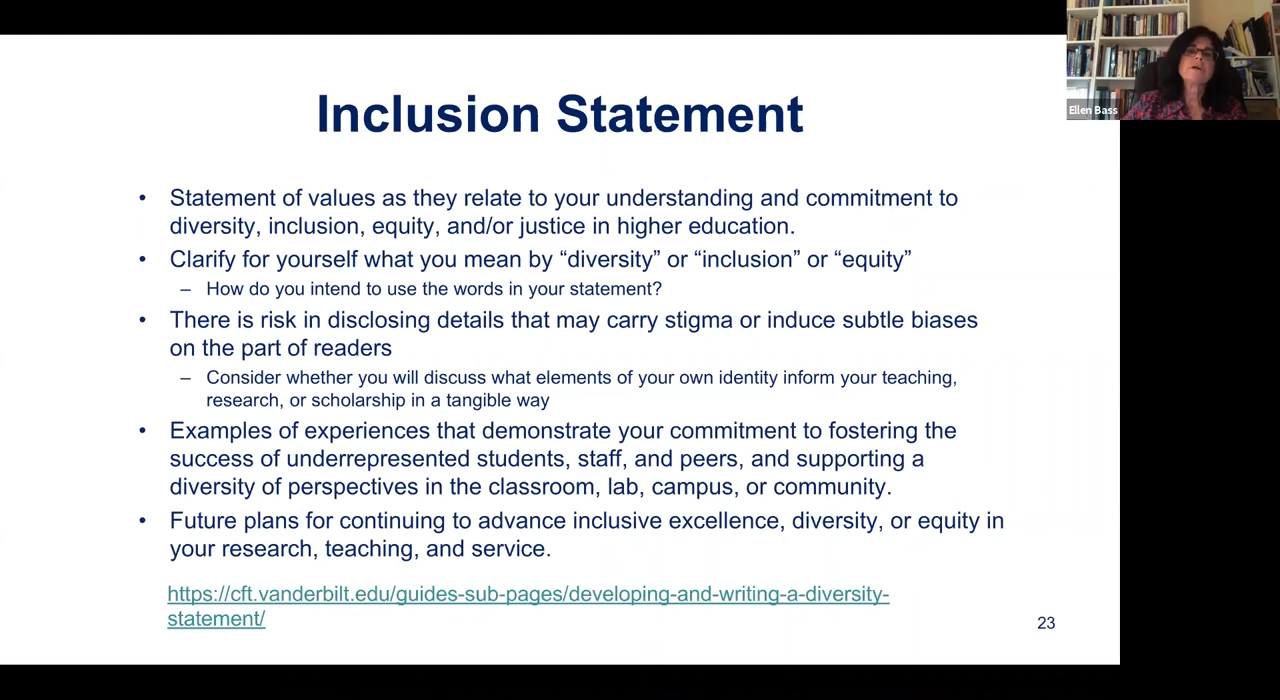 Inclusion Statement
Ellen Bass
• Statement of values as they relate to your understanding and commitment to
diversity, inclusion, equity, and/or justice in higher education.
• Clarify for yourself what you mean by “diversity” or “inclusion” or “equity”
– How do you intend to use the words in your statement?
• There is risk in disclosing details that may carry stigma or induce subtle biases
on the part of readers
– Consider whether you will discuss what elements of your own identity inform your teaching,
research, or scholarship in a tangible way
• Examples of experiences that demonstrate your commitment to fostering the
success of underrepresented students, staff, and peers, and supporting a
diversity of perspectives in the classroom, lab, campus, or community.
• Future plans for continuing to advance inclusive excellence, diversity, or equity in
your research, teaching, and service.
https://cft.vanderbilt.edu/guides-sub-pages/developing-and-writing-a-diversity-
statement/
23